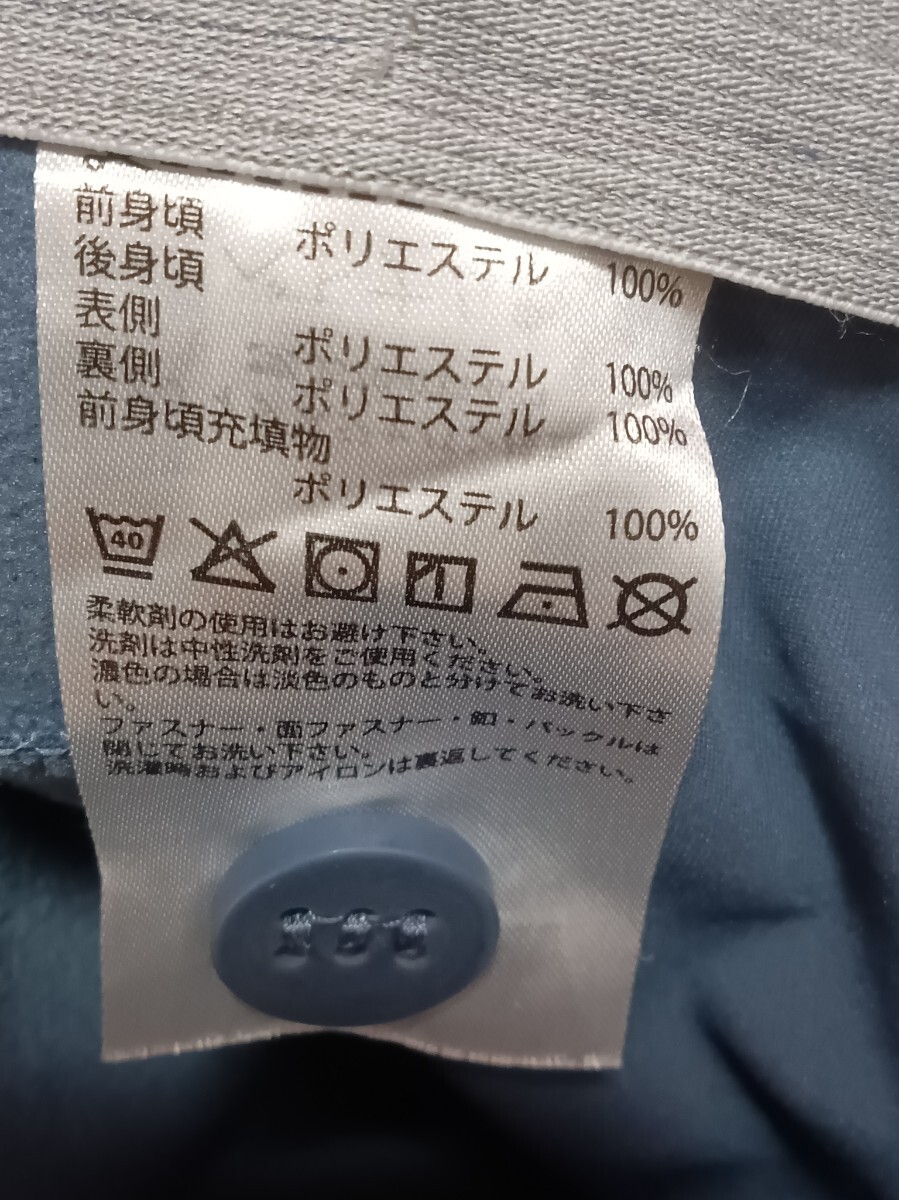 前身頃 ポリエステル 100%
後身頃
表側 ポリエステル 100%
裏側 ポリエステル 100%
前身頃充填物
ポリエステル 100%
40
柔軟剤の使用はお避け下さい。
洗剤は中性洗剤をご使用ください。
濃色の場合は淡色のものと分けてお洗い下さ
い。
ファスナー・面ファスナー・釦・バックルは
閉じてお洗い下さい。
洗濯時およびアイロンは裏返してください。